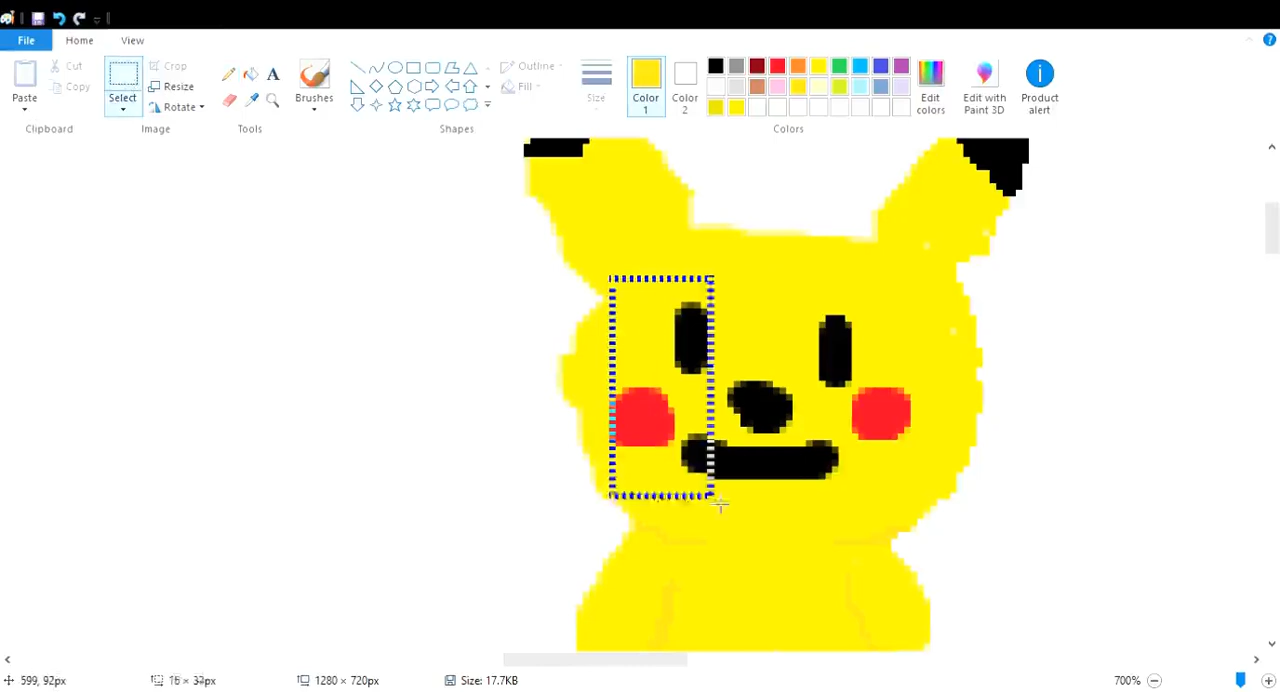 File Home View
Paste
Cut
Copy
Select
Crop
Resize
Rotate
A
Brushes
Outline
Fill
Size
Color
1
Color
2
Edit
colors
Edit with
Paint 3D
Product
alert
Clipboard Image Tools Shapes Colors
599, 92px 16 × 32px 1280 × 720px Size: 17.7KB 700%